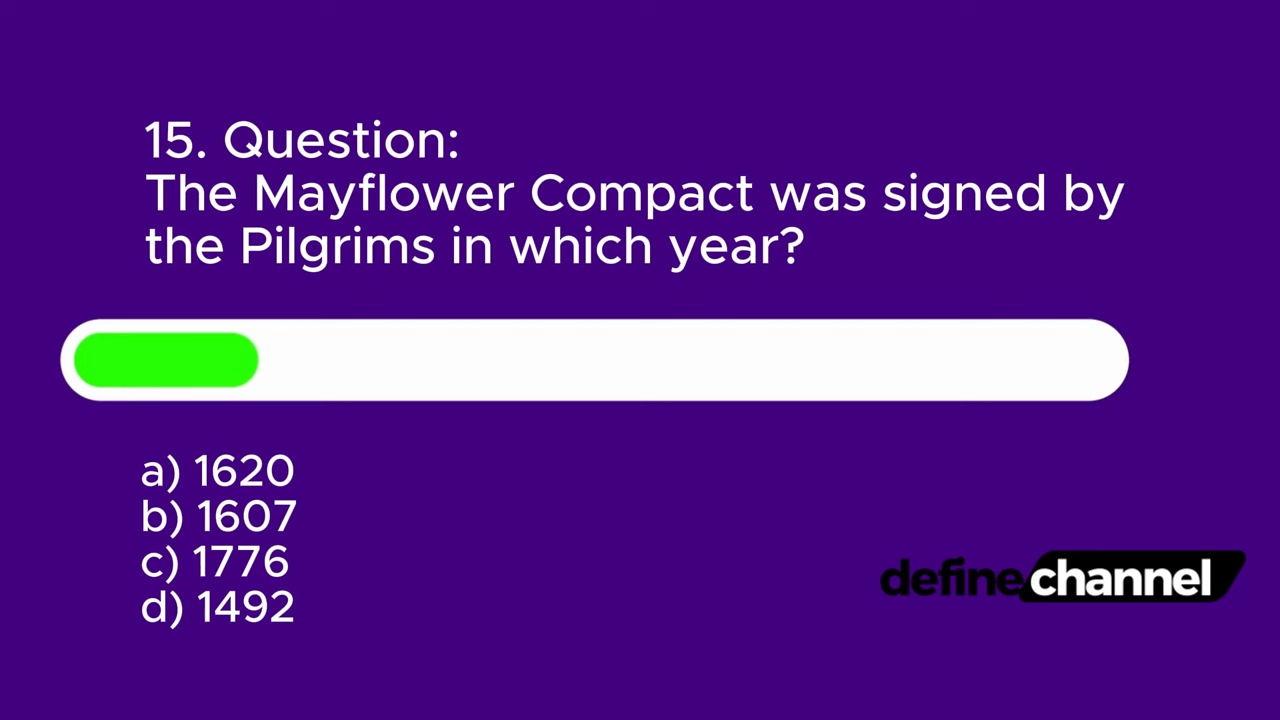 15. Question:
The Mayflower Compact was signed by
the Pilgrims in which year?
a) 1620
b) 1607
c) 1776
d) 1492
definechannel